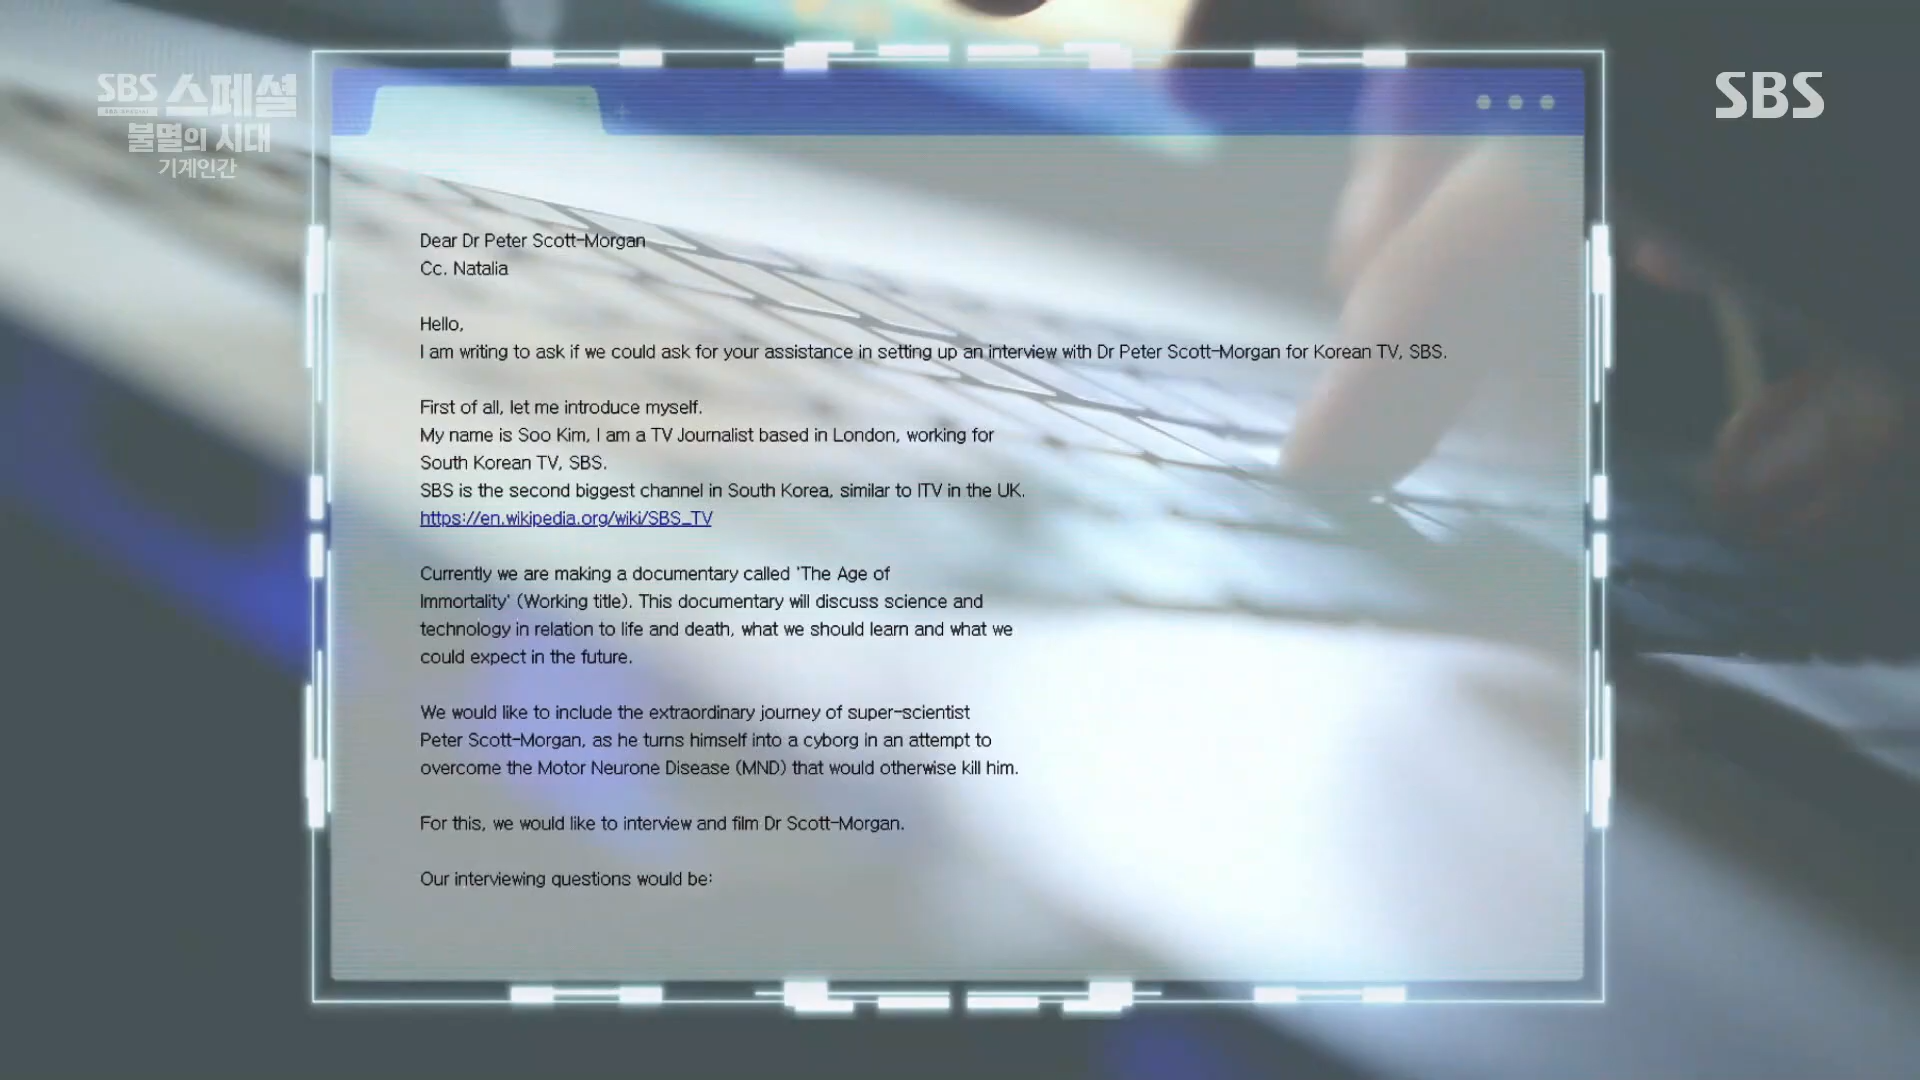 SBS 스페셜
불멸의 시대
기계인간
SBS
Dear Dr Peter Scott-Morgan
Cc. Natalia
Hello,
I am writing to ask if we could ask for your assistance in setting up an interview with Dr Peter Scott-Morgan for Korean TV, SBS.
First of all, let me introduce myself.
My name is Soo Kim, I am a TV Journalist based in London, working for
South Korean TV, SBS.
SBS is the second biggest channel in South Korea, similar to ITV in the UK.
https://en.wikipedia.org/wiki/SBS_TV
Currently we are making a documentary called 'The Age of
Immortality' (Working title). This documentary will discuss science and
technology in relation to life and death, what we should learn and what we
could expect in the future.
We would like to include the extraordinary journey of super-scientist
Peter Scott-Morgan, as he turns himself into a cyborg in an attempt to
overcome the Motor Neurone Disease (MND) that would otherwise kill him.
For this, we would like to interview and film Dr Scott-Morgan.
Our interviewing questions would be: